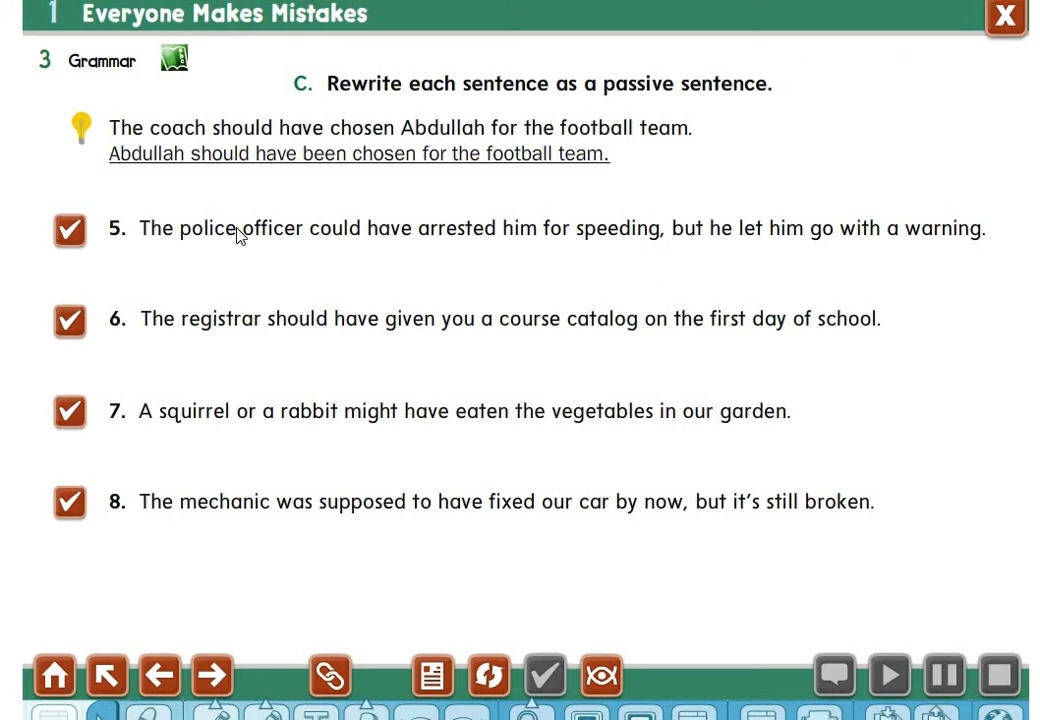 1 Everyone Makes Mistakes
X
3 Grammar
C. Rewrite each sentence as a passive sentence.
The coach should have chosen Abdullah for the football team.
Abdullah should have been chosen for the football team.
5. The police officer could have arrested him for speeding, but he let him go with a warning.
6. The registrar should have given you a course catalog on the first day of school.
7. A squirrel or a rabbit might have eaten the vegetables in our garden.
8. The mechanic was supposed to have fixed our car by now, but it's still broken.